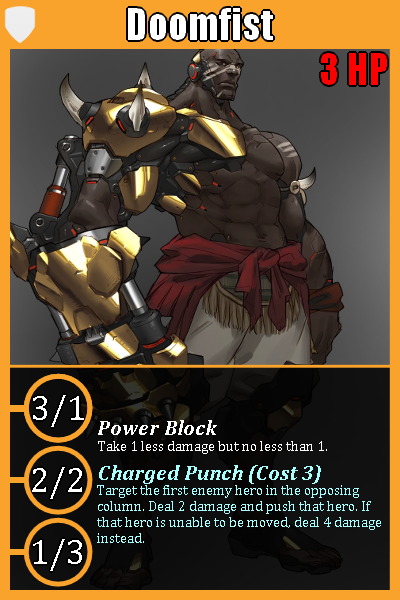 Doomfist
3 HP
3/1
Power Block
Take 1 less damage but no less than 1.
2/2
Charged Punch (Cost 3)
Target the first enemy hero in the opposing
column. Deal 2 damage and push that hero. If
that hero is unable to be moved, deal 4 damage
instead.
1/3